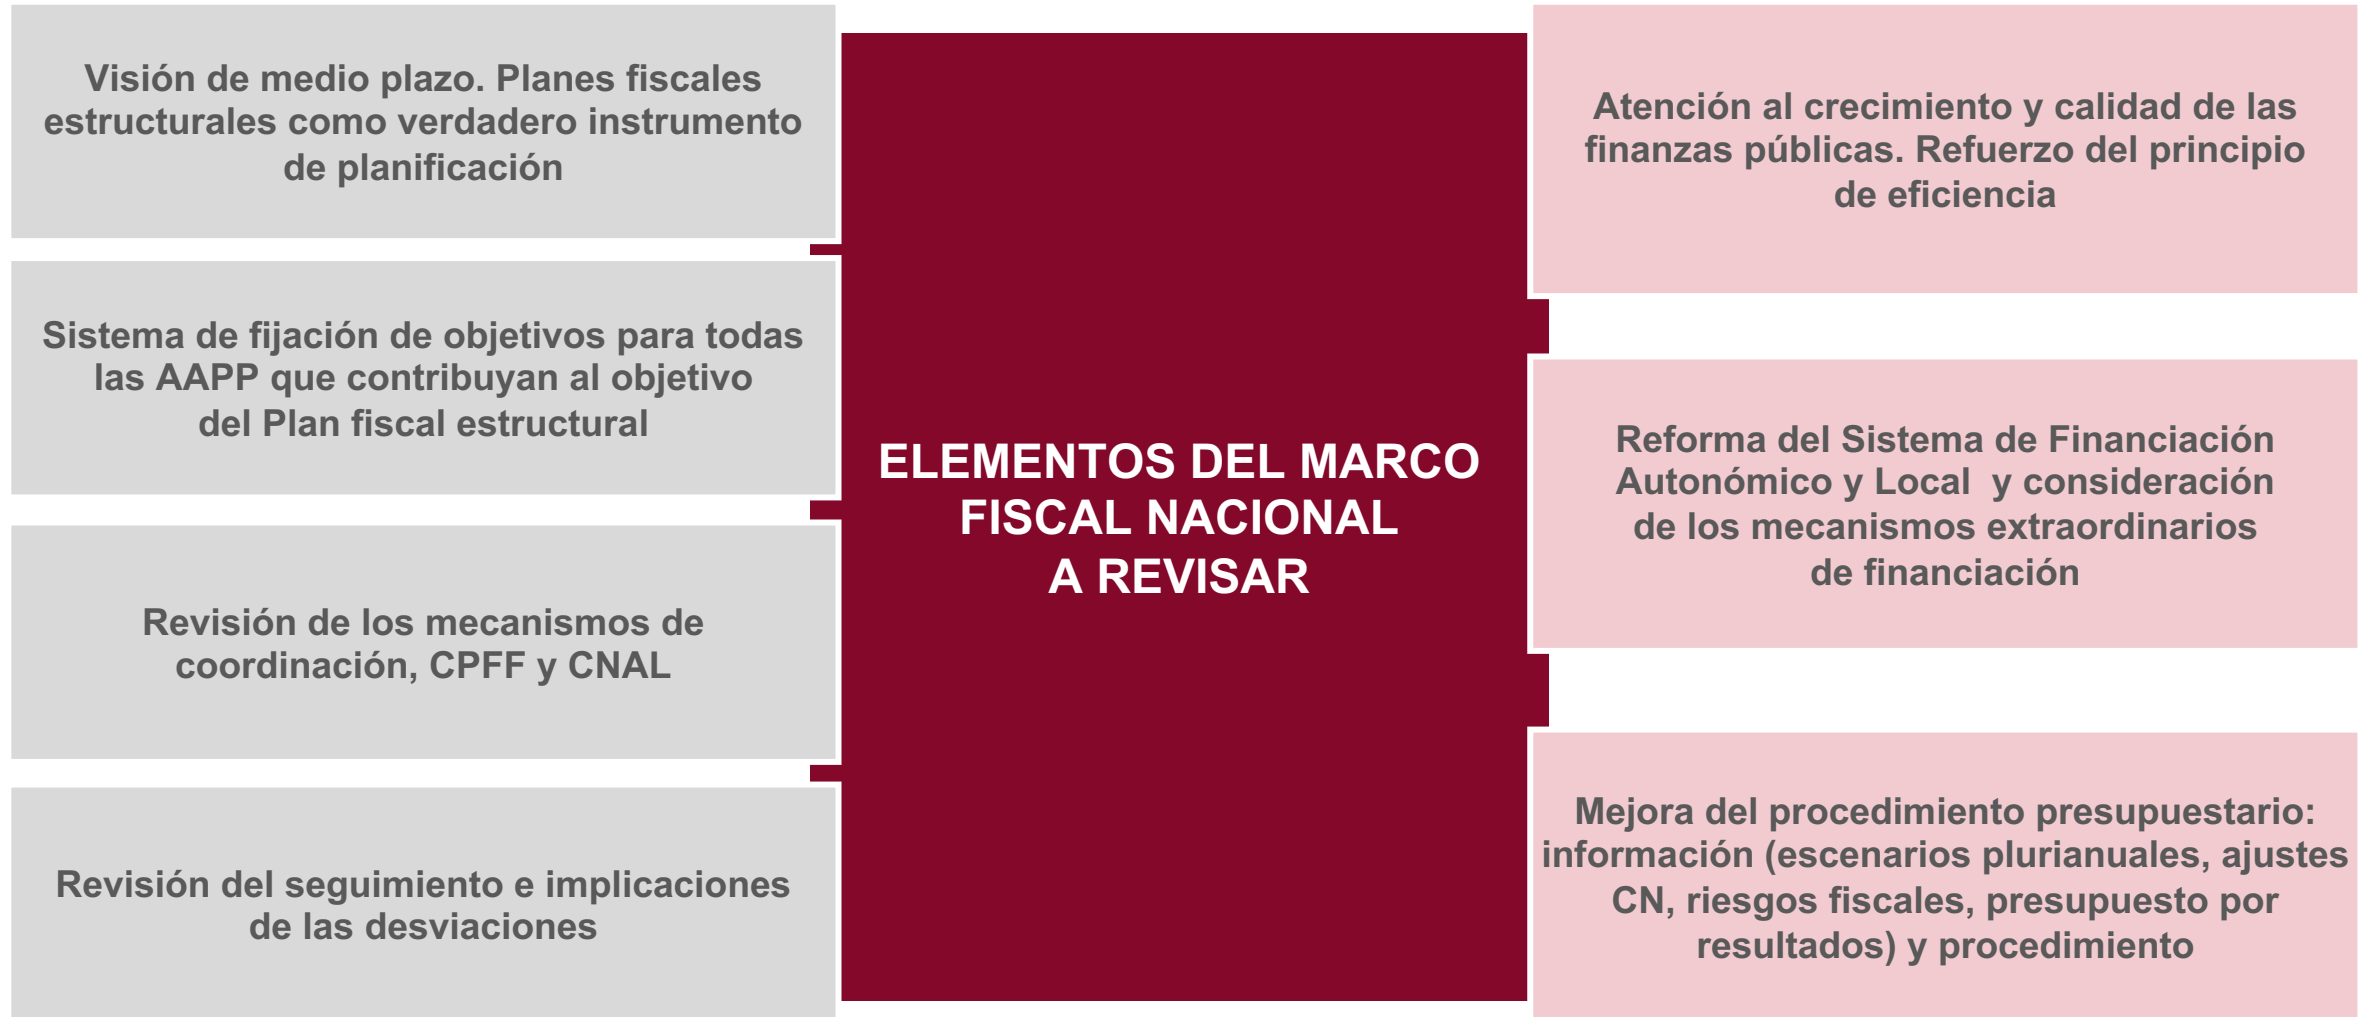 Visión de medio plazo. Planes fiscales
estructurales como verdadero instrumento
de planificación
Sistema de fijación de objetivos para todas
las AAPP que contribuyan al objetivo
del Plan fiscal estructural
Revisión de los mecanismos de
coordinación, CPFF y CNAL
Revisión del seguimiento e implicaciones
de las desviaciones
ELEMENTOS DEL MARCO
FISCAL NACIONAL
A REVISAR
Atención al crecimiento y calidad de las
finanzas públicas. Refuerzo del principio
de eficiencia
Reforma del Sistema de Financiación
Autonómico y Local  y consideración
de los mecanismos extraordinarios
de financiación
Mejora del procedimiento presupuestario:
información (escenarios plurianuales, ajustes
CN, riesgos fiscales, presupuesto por
resultados) y procedimiento